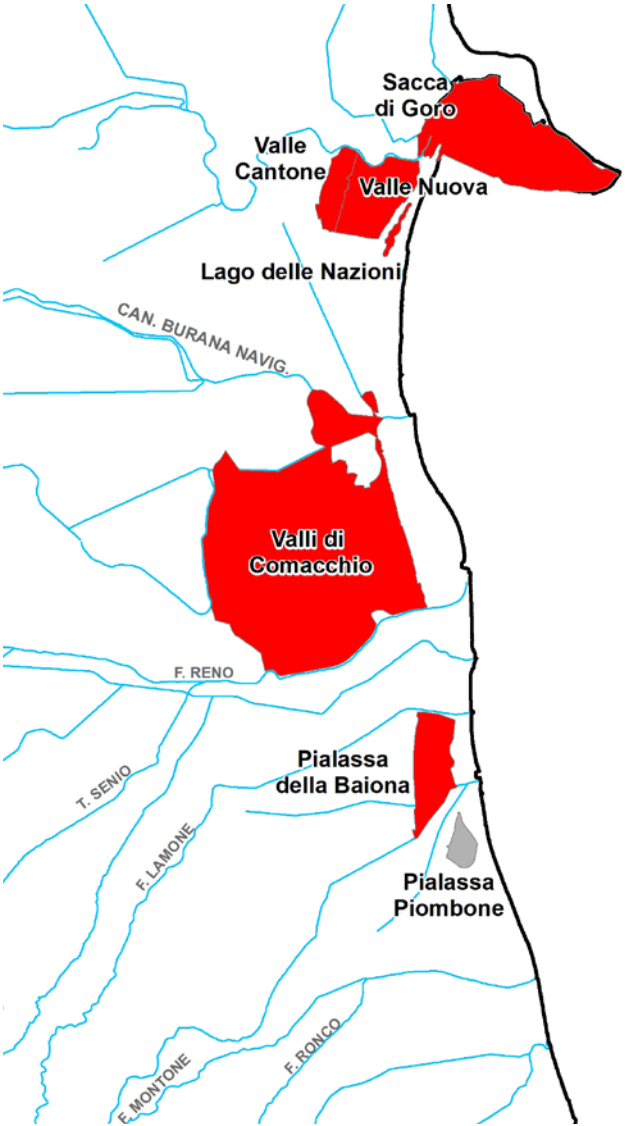 Sacca
di Goro
Valle
Cantone
Valle Nuova
Lago delle Nazioni
CAN. BURANA NAVIG.
Valli di
Comacchio
F. RENO
Pialassa
della Baiona
T. SENIO
F. LAMONE
Pialassa
Piombone
F. RONCO
F. MONTONE